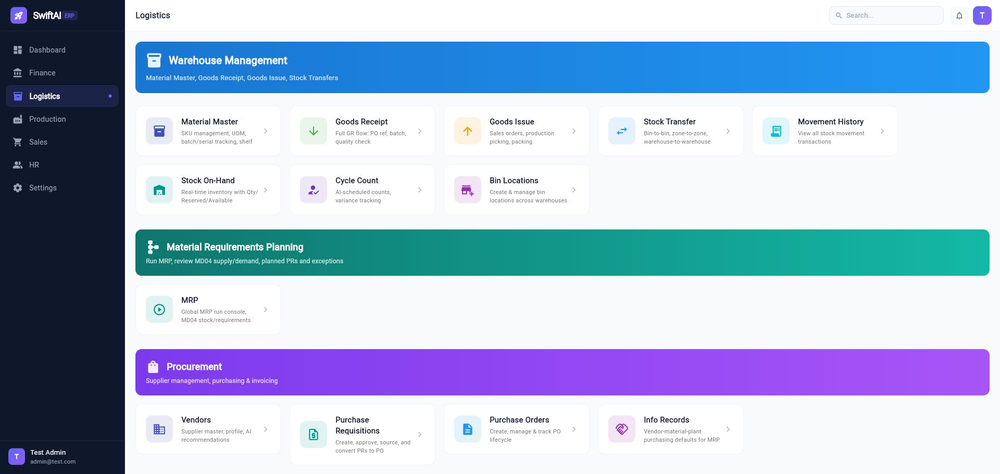 SwiftAI ERP
Logistics
Search...
T
Dashboard
Finance
Logistics
Production
Sales
HR
Settings
Warehouse Management
Material Master, Goods Receipt, Goods Issue, Stock Transfers
Material Master
SKU management, UOM,
batch/serial tracking, shelf
Goods Receipt
Full GR flow: PO ref, batch,
quality check
Goods Issue
Sales orders, production
picking, packing
Stock Transfer
Bin-to-bin, zone-to-zone,
warehouse-to-warehouse
Movement History
View all stock movement
transactions
Stock On-Hand
Real-time inventory with Qty/
Reserved/Available
Cycle Count
AI-scheduled counts,
variance tracking
Bin Locations
Create & manage bin
locations across warehouses
Material Requirements Planning
Run MRP, review MD04 supply/demand, planned PRs and exceptions
MRP
Global MRP run console,
MD04 stock/requirements
Procurement
Supplier management, purchasing & invoicing
Vendors
Supplier master, profile, AI
recommendations
Purchase
Requisitions
Create, approve, source, and
convert PRs to PO
Purchase Orders
Create, manage & track PO
lifecycle
Info Records
Vendor-material-plant
purchasing defaults for MRP
T
Test Admin
admin@test.com